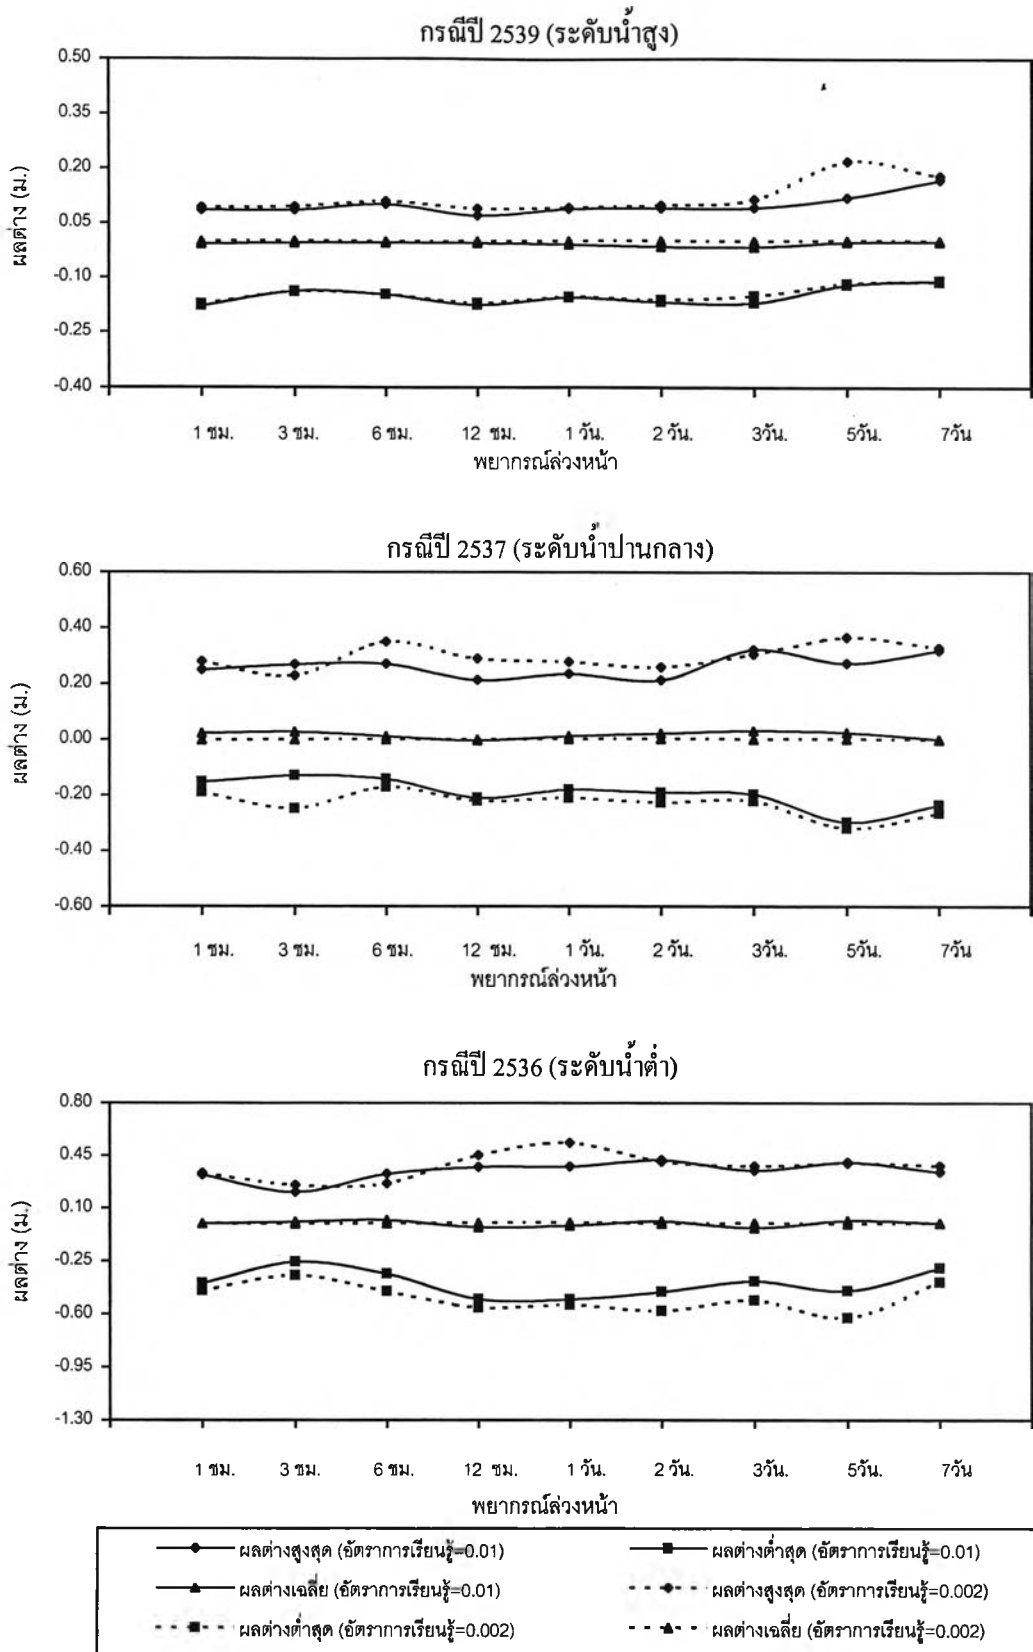 กรณีปี 2539 (ระดับน้ำสูง)
0.50
0.35
0.20
0.05
-0.10
-0.25
-0.40
ผลต่าง (ม.)
1 ชม. 3 ชม. 6 ชม. 12 ชม. 1 วัน. 2 วัน. 3วัน. 5วัน. 7วัน
พยากรณ์ล่วงหน้า
กรณีปี 2537 (ระดับน้ำปานกลาง)
0.60
0.40
0.20
0.00
-0.20
-0.40
-0.60
ผลต่าง (ม.)
1 ชม. 3 ชม. 6 ชม. 12 ชม. 1 วัน. 2 วัน. 3วัน. 5วัน. 7วัน
พยากรณ์ล่วงหน้า
กรณีปี 2536 (ระดับน้ำต่ำ)
0.80
0.45
0.10
-0.25
-0.60
-0.95
-1.30
ผลต่าง (ม.)
1 ชม. 3 ชม. 6 ชม. 12 ชม. 1 วัน. 2 วัน. 3วัน. 5วัน. 7วัน
พยากรณ์ล่วงหน้า
ผลต่างสูงสุด (อัตราการเรียนรู้=0.01) ผลต่างต่ำสุด (อัตราการเรียนรู้=0.01)
ผลต่างเฉลี่ย (อัตราการเรียนรู้=0.01) ผลต่างสูงสุด (อัตราการเรียนรู้=0.002)
ผลต่างต่ำสุด (อัตราการเรียนรู้=0.002) ผลต่างเฉลี่ย (อัตราการเรียนรู้=0.002)